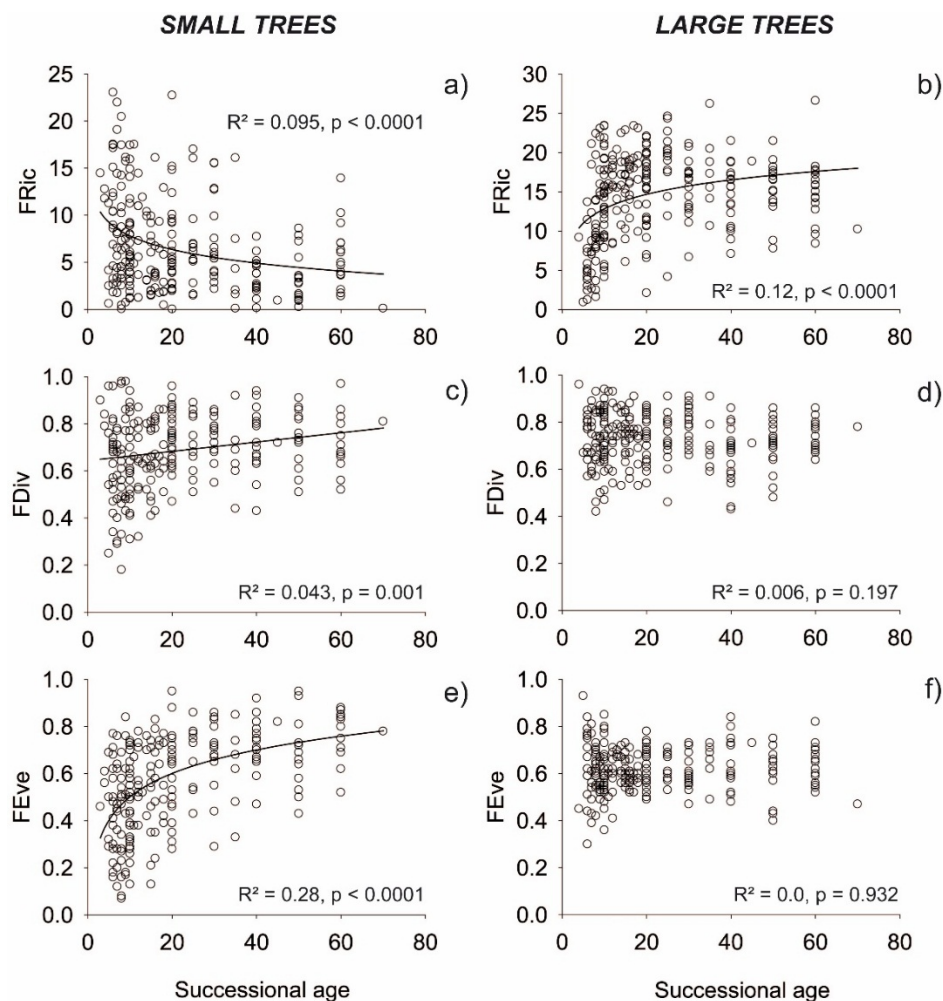 SMALL TREES
LARGE TREES
a)
25
20
15
10
5
0
FRic
R² = 0.095, p < 0.0001
0 20 40 60 80
b)
30
25
20
15
10
5
0
FRic
R² = 0.12, p < 0.0001
0 20 40 60 80
c)
1.0
0.8
0.6
0.4
0.2
0.0
FDiv
R² = 0.043, p = 0.001
0 20 40 60 80
d)
1.0
0.8
0.6
0.4
0.2
0.0
FDiv
R² = 0.006, p = 0.197
0 20 40 60 80
e)
1.0
0.8
0.6
0.4
0.2
0.0
FEve
R² = 0.28, p < 0.0001
0 20 40 60 80
Successional age
f)
1.0
0.8
0.6
0.4
0.2
0.0
FEve
R² = 0.0, p = 0.932
0 20 40 60 80
Successional age